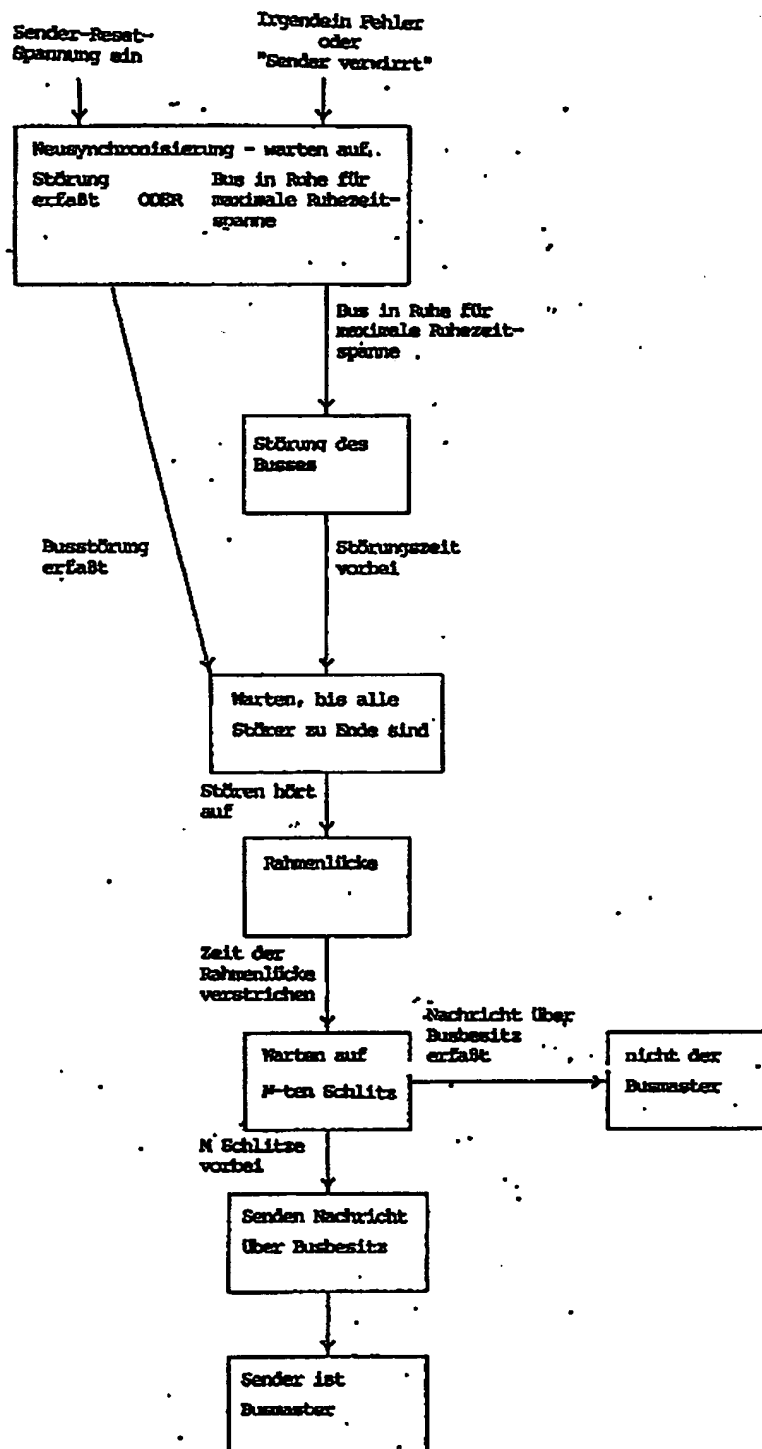 Sender-Reset-
Spannung ein
Irgendein Fehler
oder
"Sender verwirrt"
Neusynchronisierung - warten auf..
Störung
erfaßt ODER
Bus in Ruhe für
maximale Ruhezeit-
spanne
Bus in Ruhe für
maximale Ruhezeit-
spanne
Störung des
Busses
Busstörung
erfaßt
Störungszeit
vorbei
Warten, bis alle
Störer zu Ende sind
Stören hört
auf
Rahmenlücke
Zeit der
Rahmenlücke
verstrichen
Nachricht über
Busbesitz
erfaßt
Warten auf
M-ten Schlitz
nicht der
Busmaster
M Schlitze
vorbei
Senden Nachricht
über Busbesitz
Sender ist
Busmaster